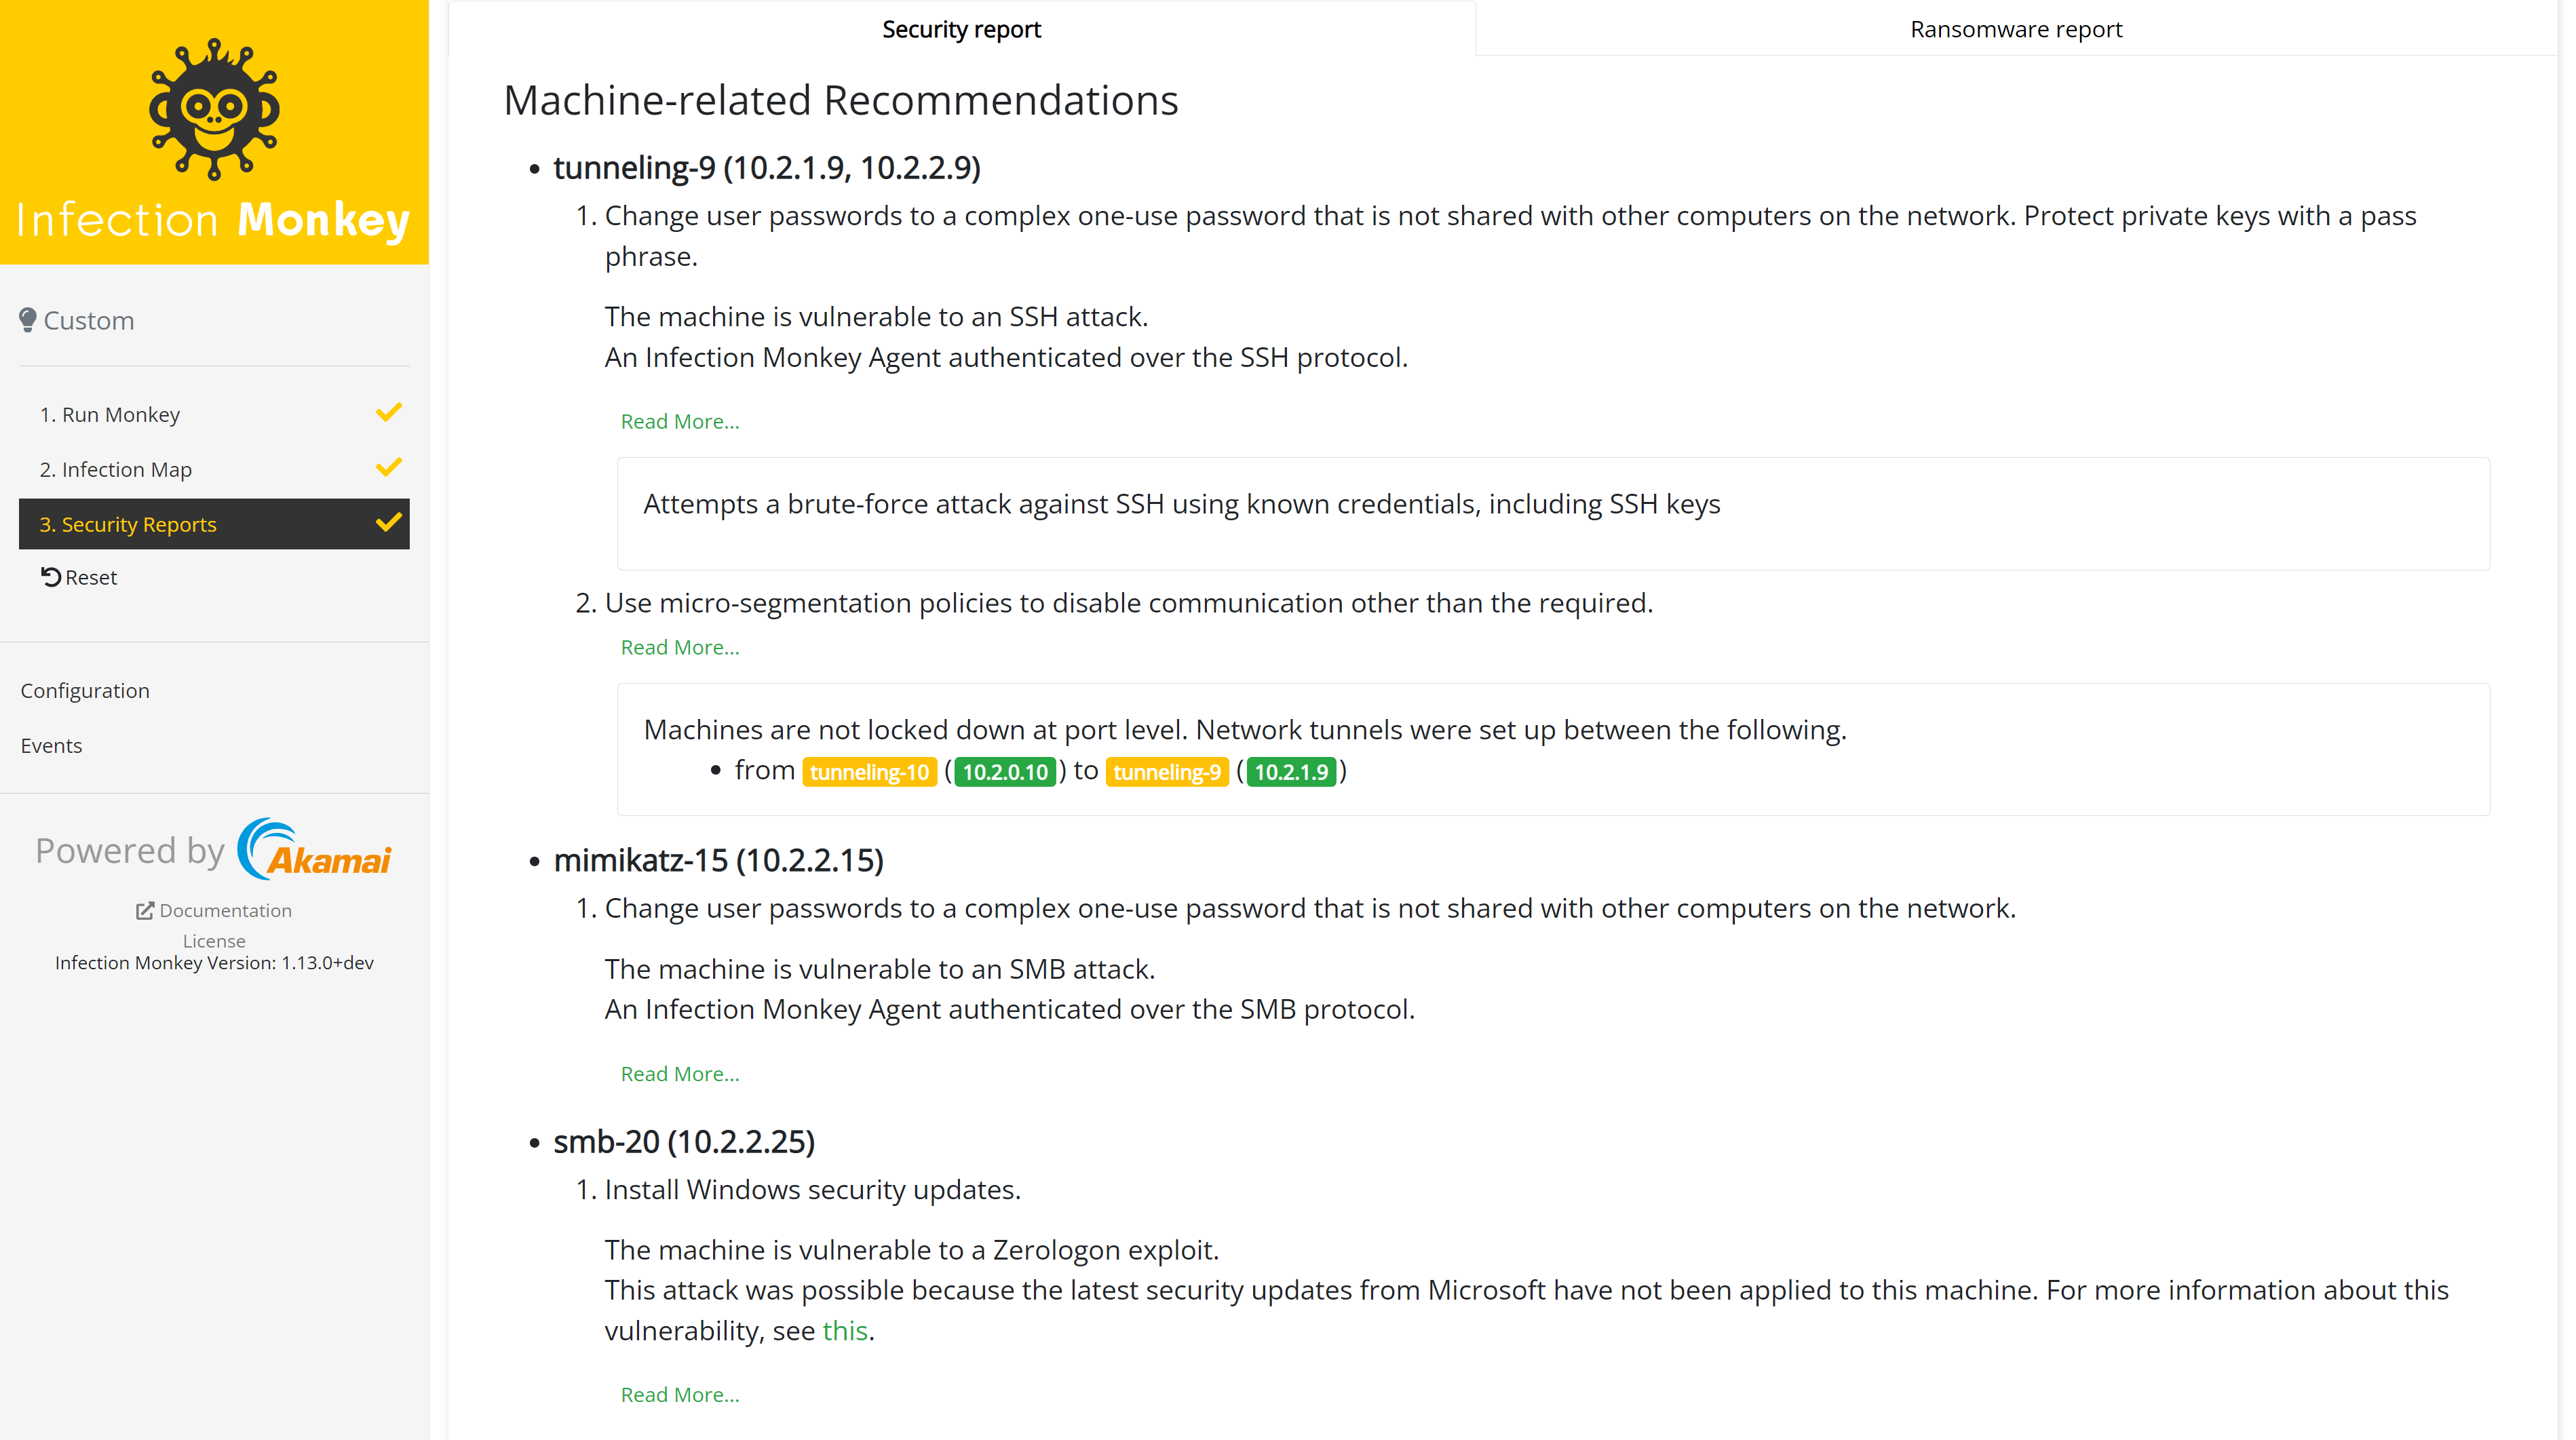 Infection Monkey
Custom
1. Run Monkey
2. Infection Map
3. Security Reports
Reset
Configuration
Events
Powered by Akamai
Documentation
License
Infection Monkey Version: 1.13.0+dev
Security report
Ransomware report
Machine-related Recommendations
• tunneling-9 (10.2.1.9, 10.2.2.9)
1. Change user passwords to a complex one-use password that is not shared with other computers on the network. Protect private keys with a pass
phrase.
The machine is vulnerable to an SSH attack.
An Infection Monkey Agent authenticated over the SSH protocol.
Read More...
Attempts a brute-force attack against SSH using known credentials, including SSH keys
2. Use micro-segmentation policies to disable communication other than the required.
Read More...
Machines are not locked down at port level. Network tunnels were set up between the following.
• from tunneling-10 ( 10.2.0.10 ) to tunneling-9 ( 10.2.1.9 )
• mimikatz-15 (10.2.2.15)
1. Change user passwords to a complex one-use password that is not shared with other computers on the network.
The machine is vulnerable to an SMB attack.
An Infection Monkey Agent authenticated over the SMB protocol.
Read More...
• smb-20 (10.2.2.25)
1. Install Windows security updates.
The machine is vulnerable to a Zerologon exploit.
This attack was possible because the latest security updates from Microsoft have not been applied to this machine. For more information about this
vulnerability, see this.
Read More...